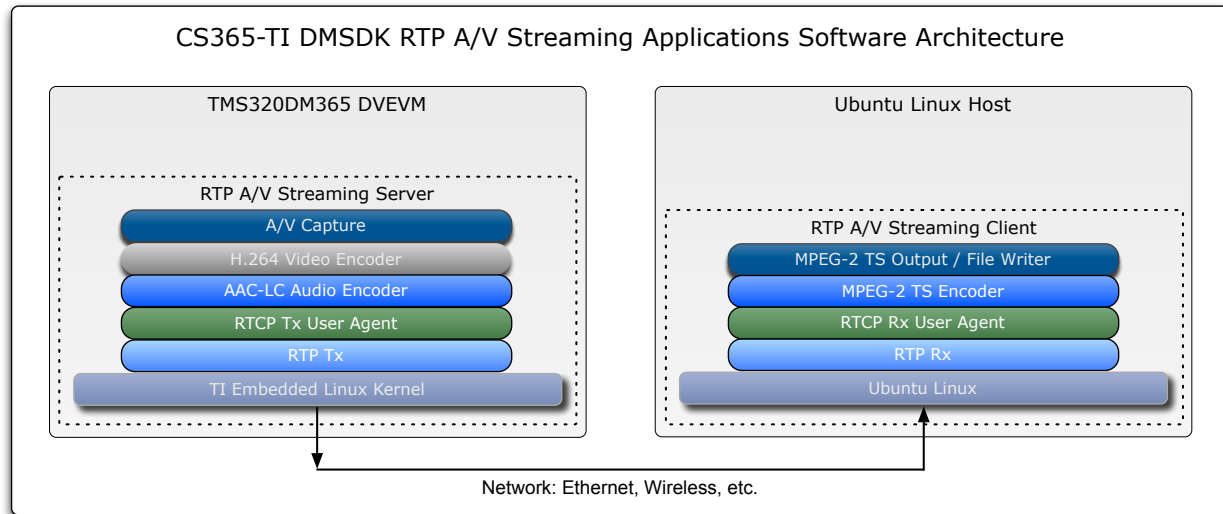 CS365-TI DMSDK RTP A/V Streaming Applications Software Architecture
TMS320DM365 DVEVM
RTP A/V Streaming Server
A/V Capture
H.264 Video Encoder
AAC-LC Audio Encoder
RTCP Tx User Agent
RTP Tx
TI Embedded Linux Kernel
Ubuntu Linux Host
RTP A/V Streaming Client
MPEG-2 TS Output / File Writer
MPEG-2 TS Encoder
RTCP Rx User Agent
RTP Rx
Ubuntu Linux
Network: Ethernet, Wireless, etc.